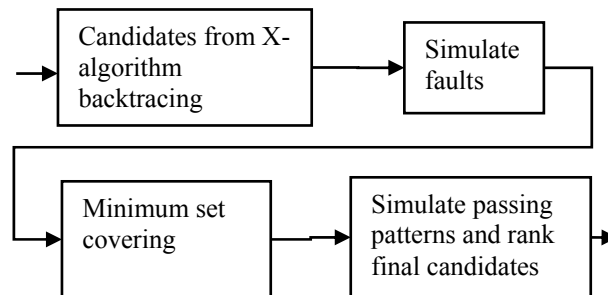 Candidates from X-
algorithm
backtracing
Simulate
faults
Minimum set
covering
Simulate passing
patterns and rank
final candidates